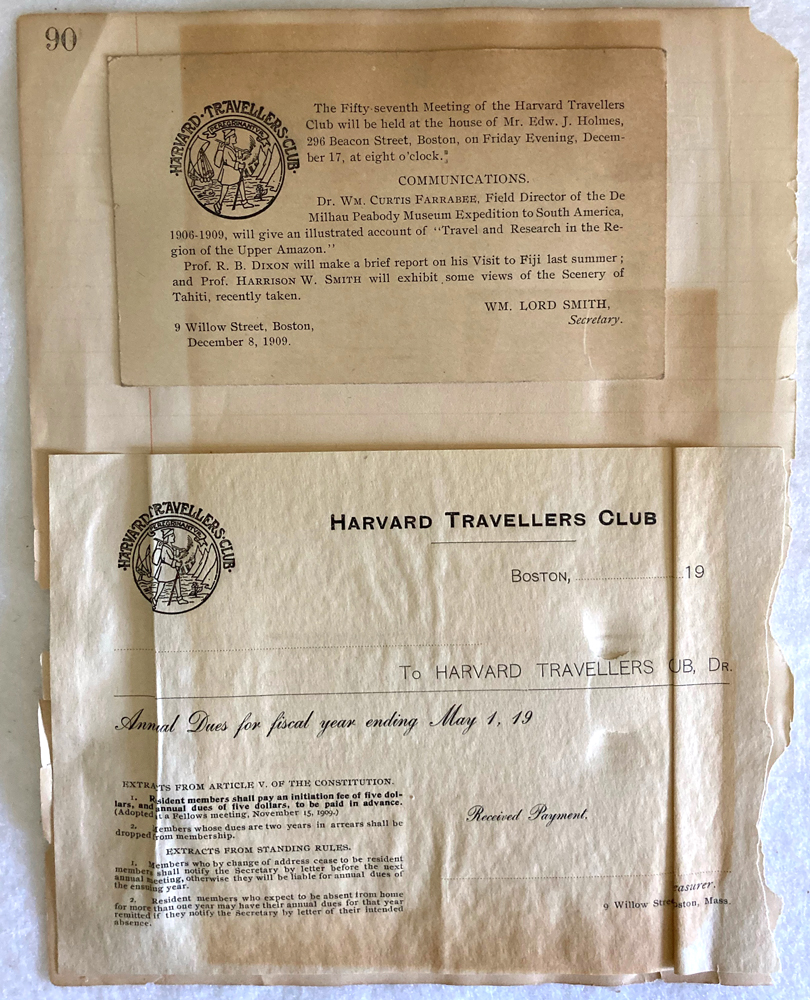 90
HARVARD·TRAVELLERS·CLUB·
PEREGRINAMUR
The Fifty-seventh Meeting of the Harvard Travellers
Club will be held at the house of Mr. Edw. J. Holmes,
296 Beacon Street, Boston, on Friday Evening, Decem-
ber 17, at eight o'clock.
COMMUNICATIONS.
Dr. WM. CURTIS FARRABEE, Field Director of the De
Milhau Peabody Museum Expedition to South America,
1906-1909, will give an illustrated account of "Travel and Research in the Re-
gion of the Upper Amazon."
Prof. R. B. DIXON will make a brief report on his Visit to Fiji last summer;
and Prof. HARRISON W. SMITH will exhibit some views of the Scenery of
Tahiti, recently taken.
WM. LORD SMITH,
Secretary.
9 Willow Street, Boston,
December 8, 1909.
HARVARD TRAVELLERS·CLUB·
HARVARD TRAVELLERS CLUB
BOSTON, 19
TO HARVARD TRAVELLERS UB, DR.
Annual Dues for fiscal year ending May 1, 19
EXTRACTS FROM ARTICLE V. OF THE CONSTITUTION.
1. Resident members shall pay an initiation fee of five dol-
lars, and annual dues of five dollars, to be paid in advance.
(Adopted at a Fellows meeting, November 15, 1909.)
2. Members whose dues are two years in arrears shall be
dropped from membership.
EXTRACTS FROM STANDING RULES.
1. Members who by change of address cease to be resident
members shall notify the Secretary by letter before the next
annual meeting, otherwise they will be liable for annual dues of
the ensuing year.
2. Resident members who expect to be absent from home
for more than one year may have their annual dues for that year
remitted if they notify the Secretary by letter of their intended
absence.
Received Payment,
easurer.
9 Willow Stre oston, Mass.